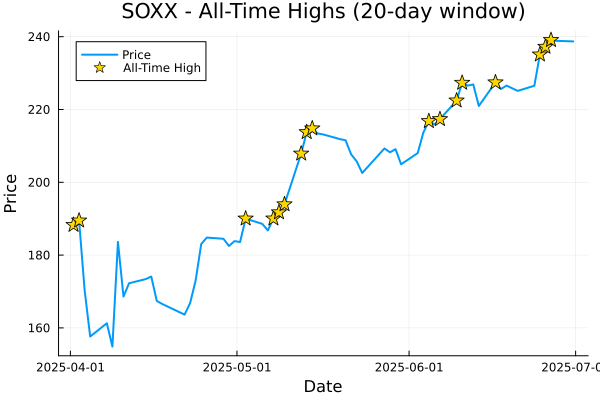 SOXX - All-Time Highs (20-day window)
Price
All-Time High
240
220
200
180
160
Price
2025-04-01
2025-05-01
2025-06-01
2025-07-0
Date